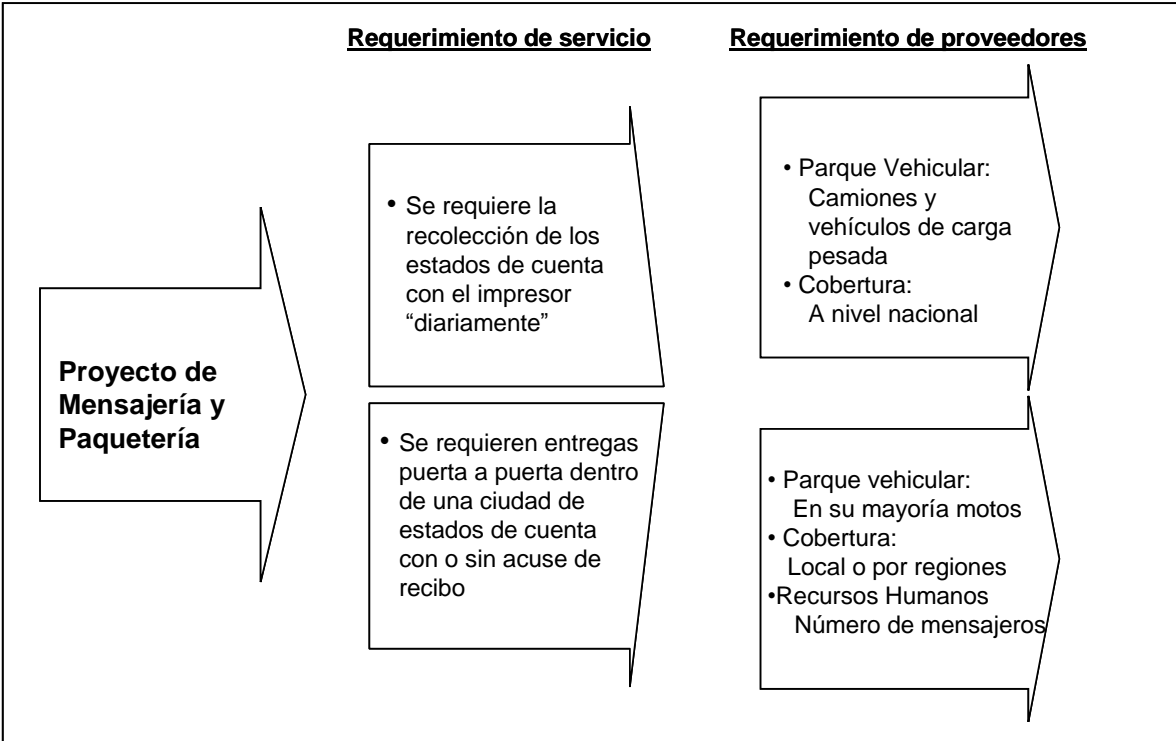 Requerimiento de servicio
Requerimiento de proveedores
Proyecto de
Mensajería y
Paquetería
• Se requiere la
recolección de los
estados de cuenta
con el impresor
“diariamente”
• Parque Vehicular:
Camiones y
vehículos de carga
pesada
• Cobertura:
A nivel nacional
• Se requieren entregas
puerta a puerta dentro
de una ciudad de
estados de cuenta
con o sin acuse de
recibo
• Parque vehicular:
En su mayoría motos
• Cobertura:
Local o por regiones
•Recursos Humanos
Número de mensajeros